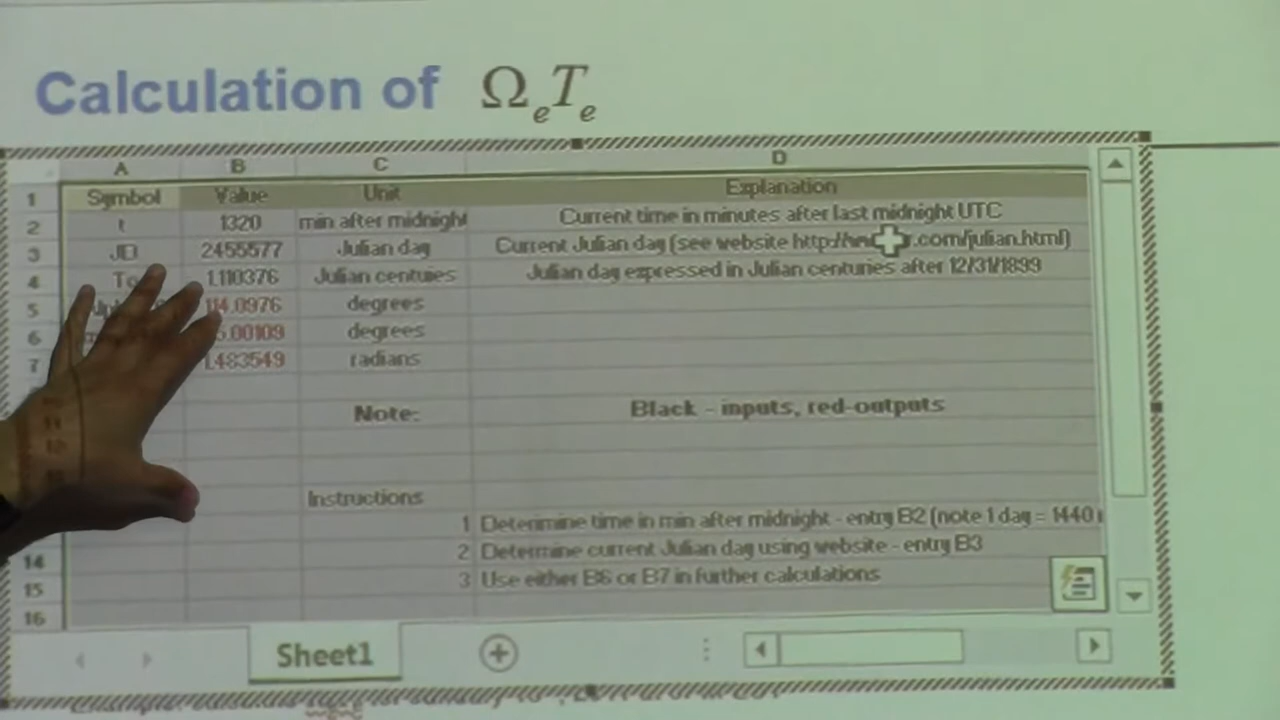 Calculation of ΩeTe
A B C D
1 Symbol Value Unit Explanation
2 t 1320 min after midnight Current time in minutes after last midnight UTC
3 JD 2455577 Julian day Current Julian day (see website .com/julian.html)
4 1.110376 Julian centuies Julian day expressed in Julian centuries after 12/31/1899
5 114.0976 degrees
6 .00109 degrees
7 1.483549 radians
Note: Black - inputs, red-outputs
Instructions
1 Determine time in min after midnight - entry B2 (note 1 day = 1440
14 2 Determine current Julian day using website - entry B3
15 3 Use either B6 or B7 in further calculations
16
Sheet1